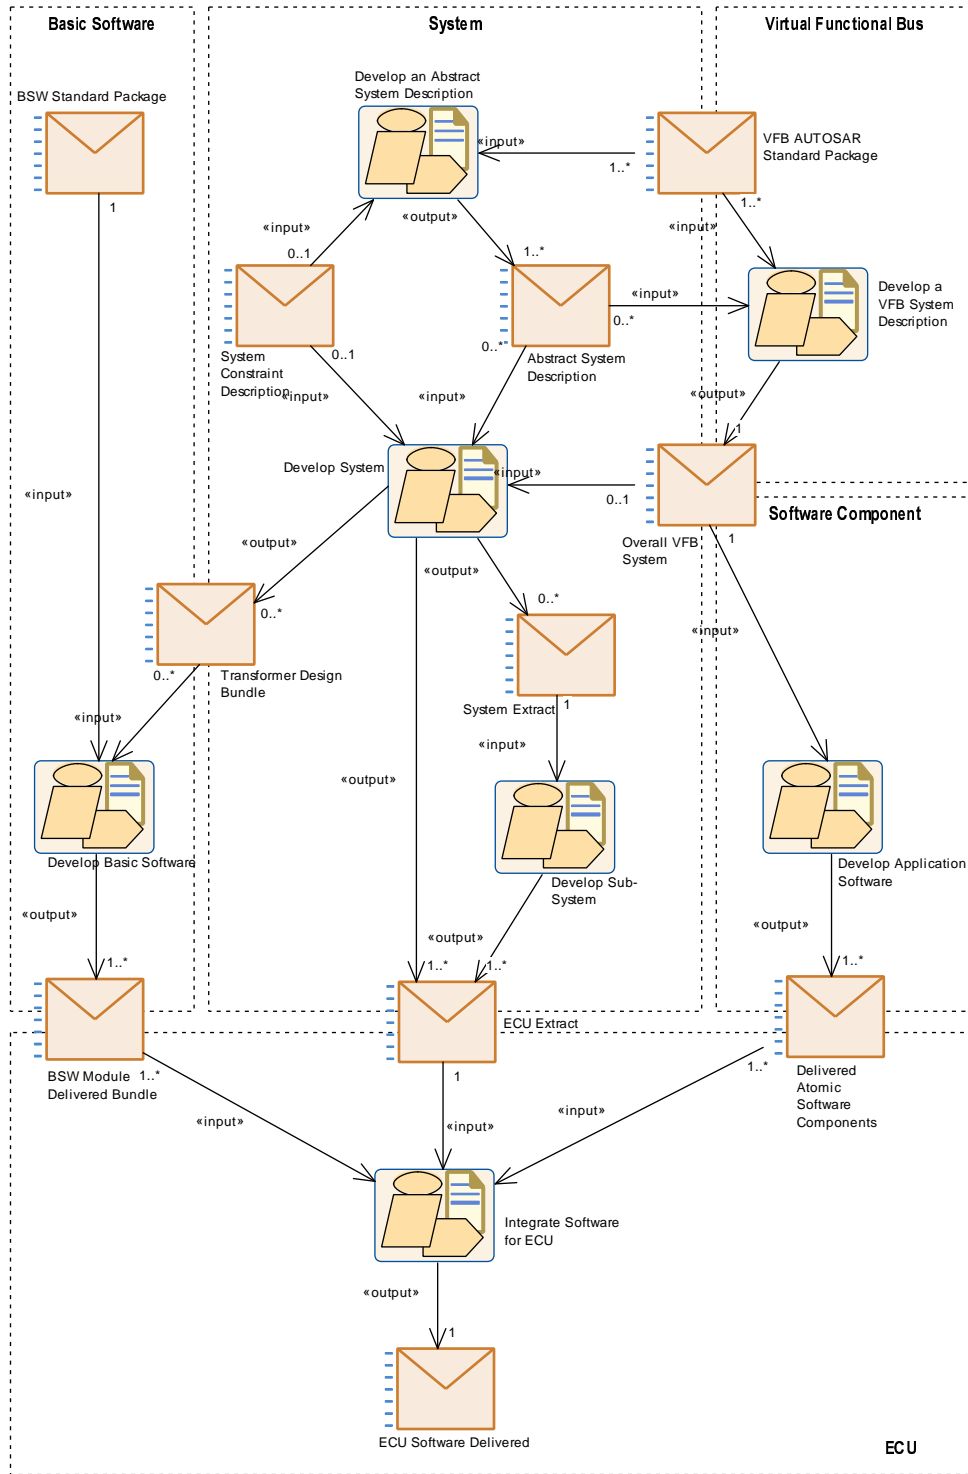 Basic Software
System
Virtual Functional Bus
Develop an Abstract
System Description
BSW Standard Package
VFB AUTOSAR
Standard Package
«input»
1..*
1
1..*
«output»
«input»
«input»
0..1
1..*
Develop a
VFB System
Description
«input»
0..*
0..1
0..*
System
Constraint
Description
Abstract System
Description
«input»
«input»
«output»
1
Develop System
«input»
«input»
0..1
Software Component
Overall VFB
System
1
«output»
«output»
0..*
0..*
«input»
0..*
Transformer Design
Bundle
System Extract
1
«input»
«input»
«output»
Develop Basic Software
Develop Application
Software
Develop Sub-
System
«output»
«output»
«output»
1..*
1..*
1..*
1..*
ECU Extract
BSW Module
Delivered Bundle
1..*
1
1..*
Delivered
Atomic
Software
Components
«input»
«input»
«input»
Integrate Software
for ECU
«output»
1
ECU Software Delivered
ECU